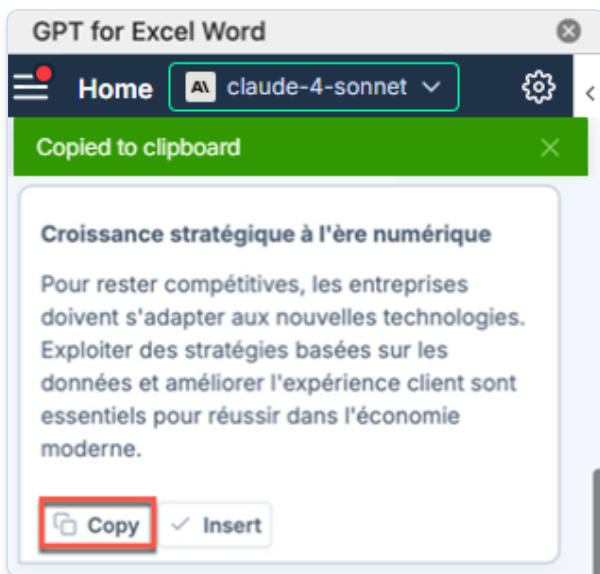 GPT for Excel Word
Home
claude-4-sonnet
Copied to clipboard
Croissance stratégique à l'ère numérique
Pour rester compétitives, les entreprises
doivent s'adapter aux nouvelles technologies.
Exploiter des stratégies basées sur les
données et améliorer l'expérience client sont
essentiels pour réussir dans l'économie
moderne.
Copy
Insert